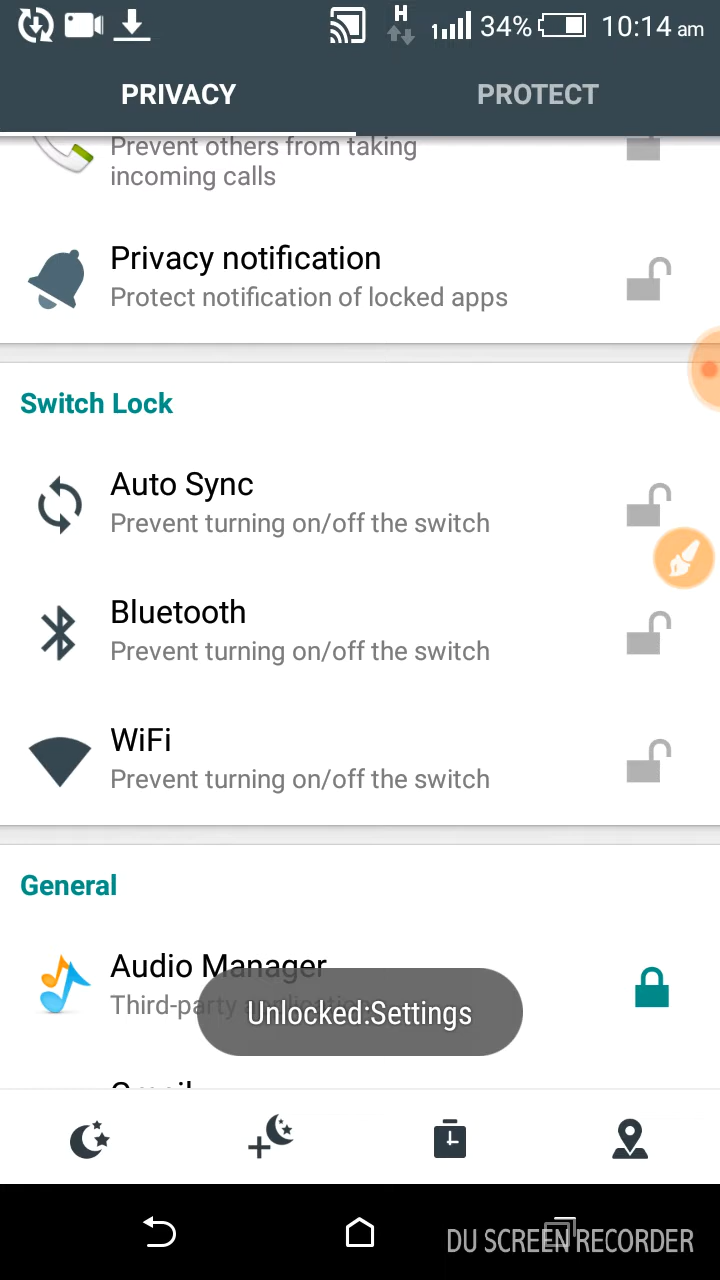 H
34%
10:14 am
PRIVACY
PROTECT
Prevent others from taking
incoming calls
Privacy notification
Protect notification of locked apps
Switch Lock
Auto Sync
Prevent turning on/off the switch
Bluetooth
Prevent turning on/off the switch
WiFi
Prevent turning on/off the switch
General
Audio Manager
Third-party application
Unlocked:Settings
Gmail
DU SCREEN RECORDER